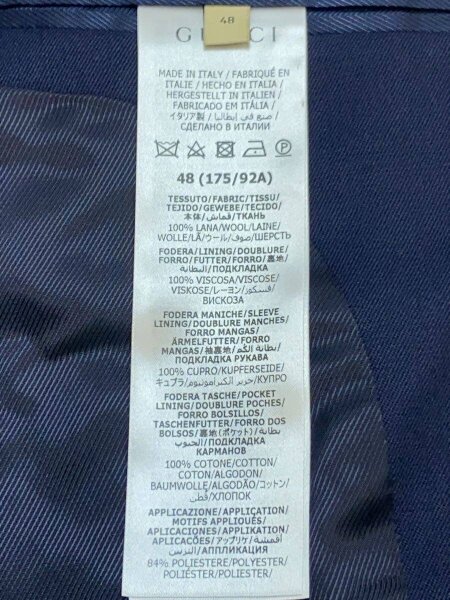 48
GUCCI
MADE IN ITALY / FABRIQUÉ EN
ITALIE / HECHO EN ITALIA /
HERGESTELLT IN ITALIEN /
FABRICADO EM ITÁLIA /
イタリア製 / صنع في إيطاليا /
СДЕЛАНО В ИТАЛИИ
48 (175/92A)
TESSUTO/FABRIC/TISSU/
TEJIDO/GEWEBE/TECIDO/
本体/قماش/ТКАНЬ
100% LANA/WOOL/LAINE/
WOLLE/LÃ/ウール/صوف/ШЕРСТЬ
FODERA/LINING/DOUBLURE/
FORRO/FUTTER/FORRO/裏地/
البطانة/ПОДКЛАДКА
100% VISCOSA/VISCOSE/
VISKOSE/レーヨン/فسكوز/
ВИСКОЗА
FODERA MANICHE/SLEEVE
LINING/DOUBLURE MANCHES/
FORRO MANGAS/
ÄRMELFUTTER/FORRO
MANGAS/袖裏地/بطانة الكم/
ПОДКЛАДКА РУКАВА
100% CUPRO/KUPFERSEIDE/
キュプラ/حرير الكبرامونيوم/КУПРО
FODERA TASCHE/POCKET
LINING/DOUBLURE POCHES/
FORRO BOLSILLOS/
TASCHENFUTTER/FORRO DOS
BOLSOS/裏地(ポケット)/بطانة
الجيوب/ПОДКЛАДКА
КАРМАНОВ
100% COTONE/COTTON/
COTON/ALGODON/
BAUMWOLLE/ALGODÃO/コットン/
قطن/ХЛОПОК
APPLICAZIONE/APPLICATION/
MOTIFS APPLIQUÉS/
APLICACIONES/APPLIKATION/
APLICAÇÕES/アップリケ/أقمشة
التزيين/АППЛИКАЦИЯ
84% POLIESTERE/POLYESTER/
POLIÉSTER/POLIESTER/